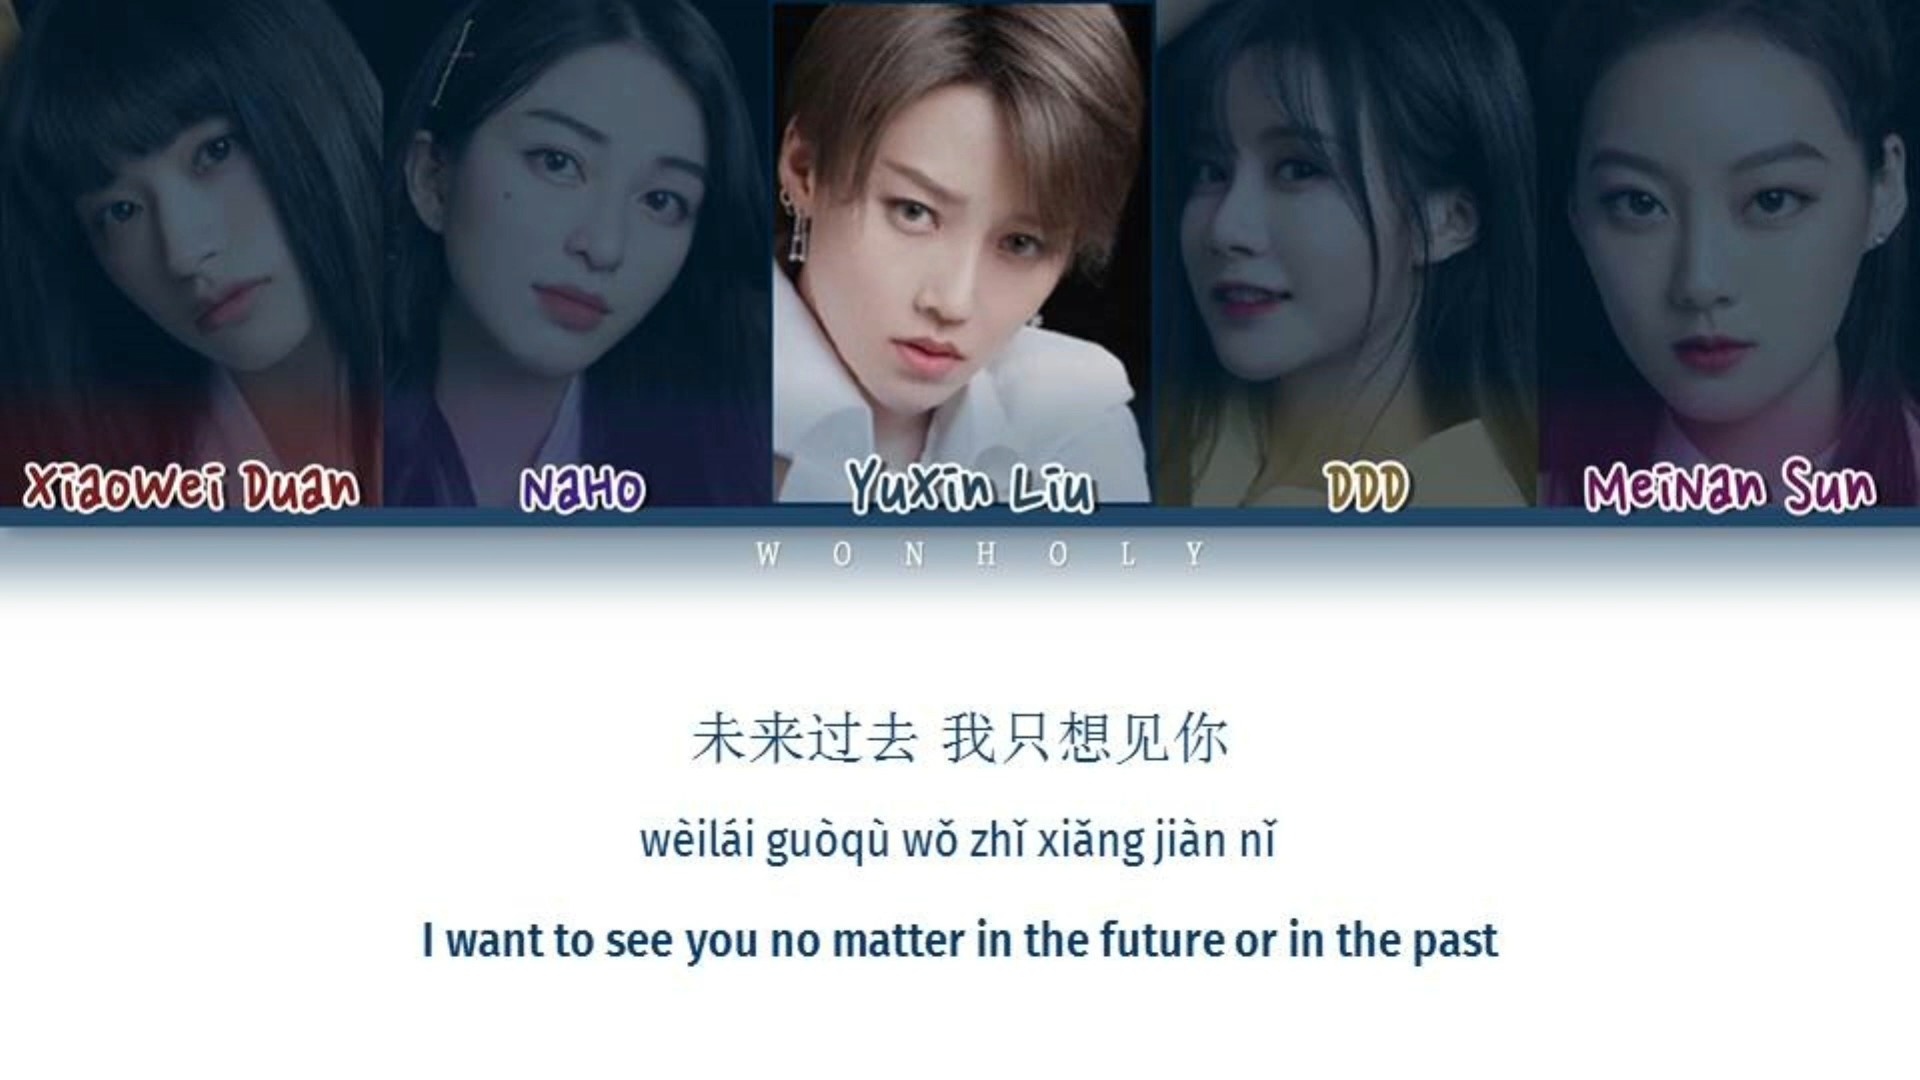 XiaoWei Duan
NaHo
YuXin Liu
DDD
MeiNan Sun
WONHOLY
未来过去 我只想见你
wèilái guòqù wǒ zhǐ xiǎng jiàn nǐ
I want to see you no matter in the future or in the past